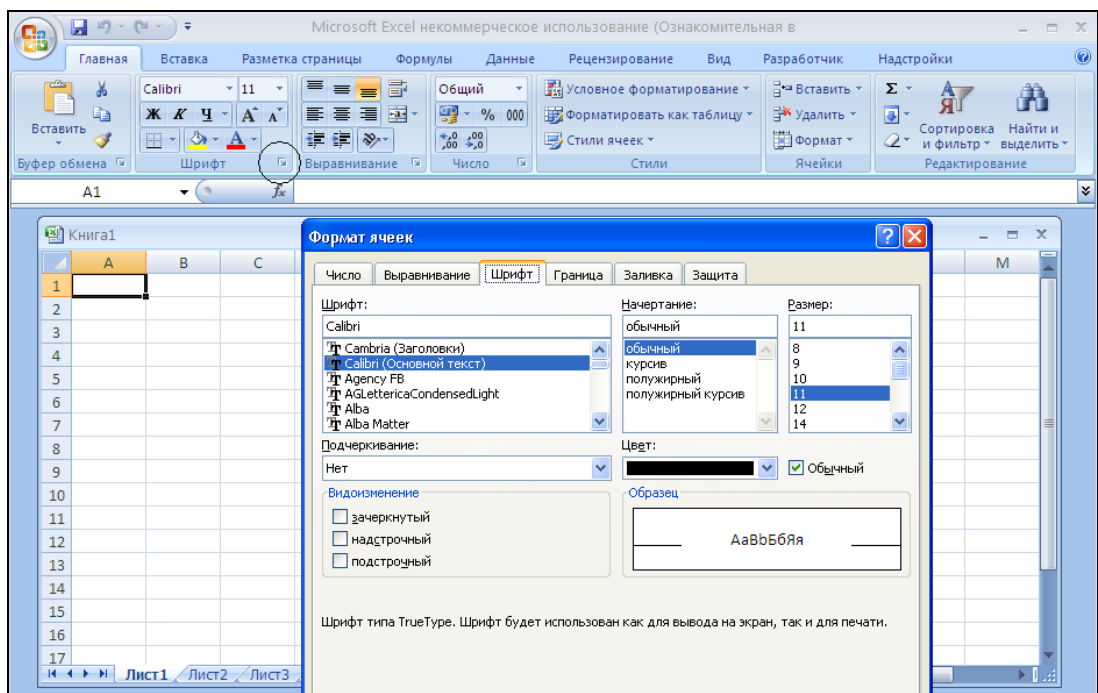 Microsoft Excel некоммерческое использование (Ознакомительная в
Главная Вставка Разметка страницы Формулы Данные Рецензирование Вид Разработчик Надстройки
Вставить
Calibri 11
Ж К Ч
Общий
% 000
Условное форматирование
Форматировать как таблицу
Стили ячеек
Вставить
Удалить
Формат
Σ
Сортировка и фильтр
Найти и выделить
Буфер обмена Шрифт Выравнивание Число Стили Ячейки Редактирование
A1 fx
Книга1
A B C M
1
2
3
4
5
6
7
8
9
10
11
12
13
14
15
16
17
Лист1 Лист2 Лист3
Формат ячеек
Число Выравнивание Шрифт Граница Заливка Защита
Шрифт: Начертание: Размер:
Calibri обычный 11
Cambria (Заголовки) обычный 8
Calibri (Основной текст) курсив 9
Agency FB полужирный 10
AGLettericaCondensedLight полужирный курсив 11
Alba 12
Alba Matter 14
Подчеркивание: Цвет:
Нет Обычный
Видоизменение Образец
зачеркнутый
надстрочный АаВbБбЯя
подстрочный
Шрифт типа TrueType. Шрифт будет использован как для вывода на экран, так и для печати.